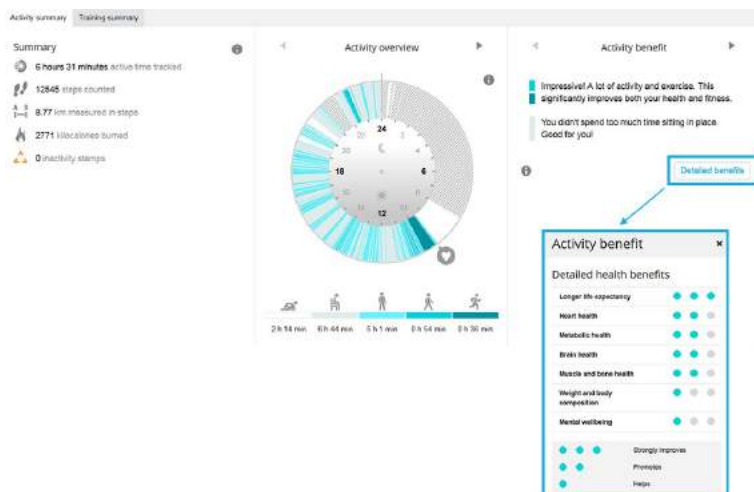 Activity summary Training summary
Summary
6 hours 31 minutes active time tracked
12545 steps counted
8.77 km measured in steps
2771 kilocalories burned
0 inactivity stamps
Activity overview
24
18
6
12
2 h 14 min 6 h 44 min 5 h 1 min 0 h 54 min 0 h 36 min
Activity benefit
Impressive! A lot of activity and exercise. This
significantly improves both your health and fitness.
You didn't spend too much time sitting in place.
Good for you!
Detailed benefits
Activity benefit
Detailed health benefits
Longer life expectancy
Heart health
Metabolic health
Brain health
Muscle and bone health
Weight and body
composition
Mental wellbeing
Strongly improves
Promotes
Helps